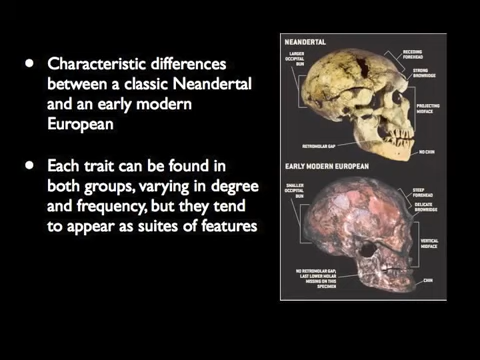 Characteristic differences
between a classic Neandertal
and an early modern
European
Each trait can be found in
both groups, varying in degree
and frequency, but they tend
to appear as suites of features
NEANDERTAL
LARGER
OCCIPITAL
BUN
RECEDING
FOREHEAD
STRONG
BROWRIDGE
PROJECTING
MIDFACE
RETROMOLAR GAP
NO CHIN
EARLY MODERN EUROPEAN
SMALLER
OCCIPITAL
BUN
STEEP
FOREHEAD
DELICATE
BROWRIDGE
VERTICAL
MIDFACE
NO RETROMOLAR GAP;
LAST LOWER MOLAR
MISSING ON THIS
SPECIMEN
CHIN